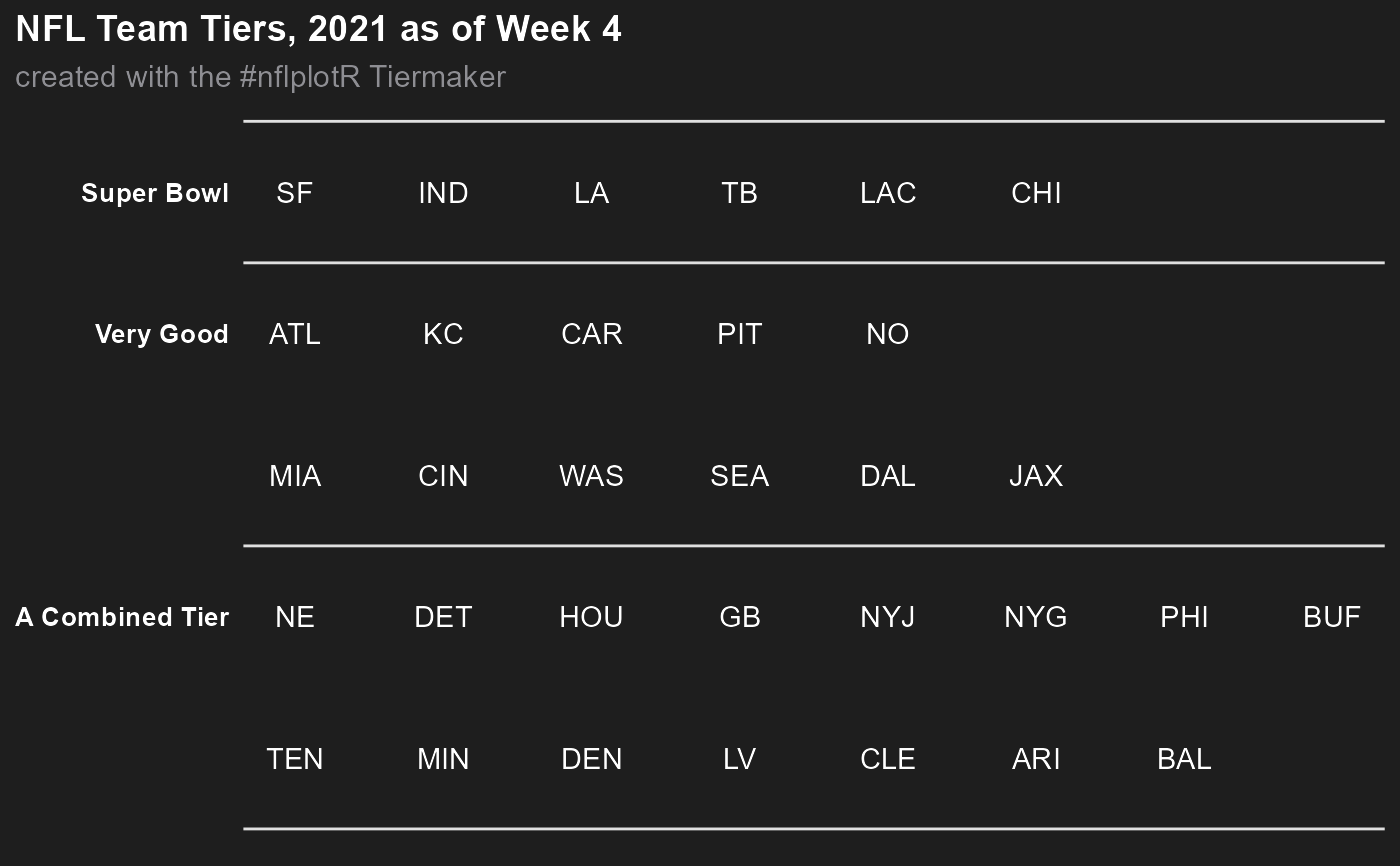 NFL Team Tiers, 2021 as of Week 4
created with the #nflplotR Tiermaker
Super Bowl SF IND LA TB LAC CHI
Very Good ATL KC CAR PIT NO
MIA CIN WAS SEA DAL JAX
A Combined Tier NE DET HOU GB NYJ NYG PHI BUF
TEN MIN DEN LV CLE ARI BAL